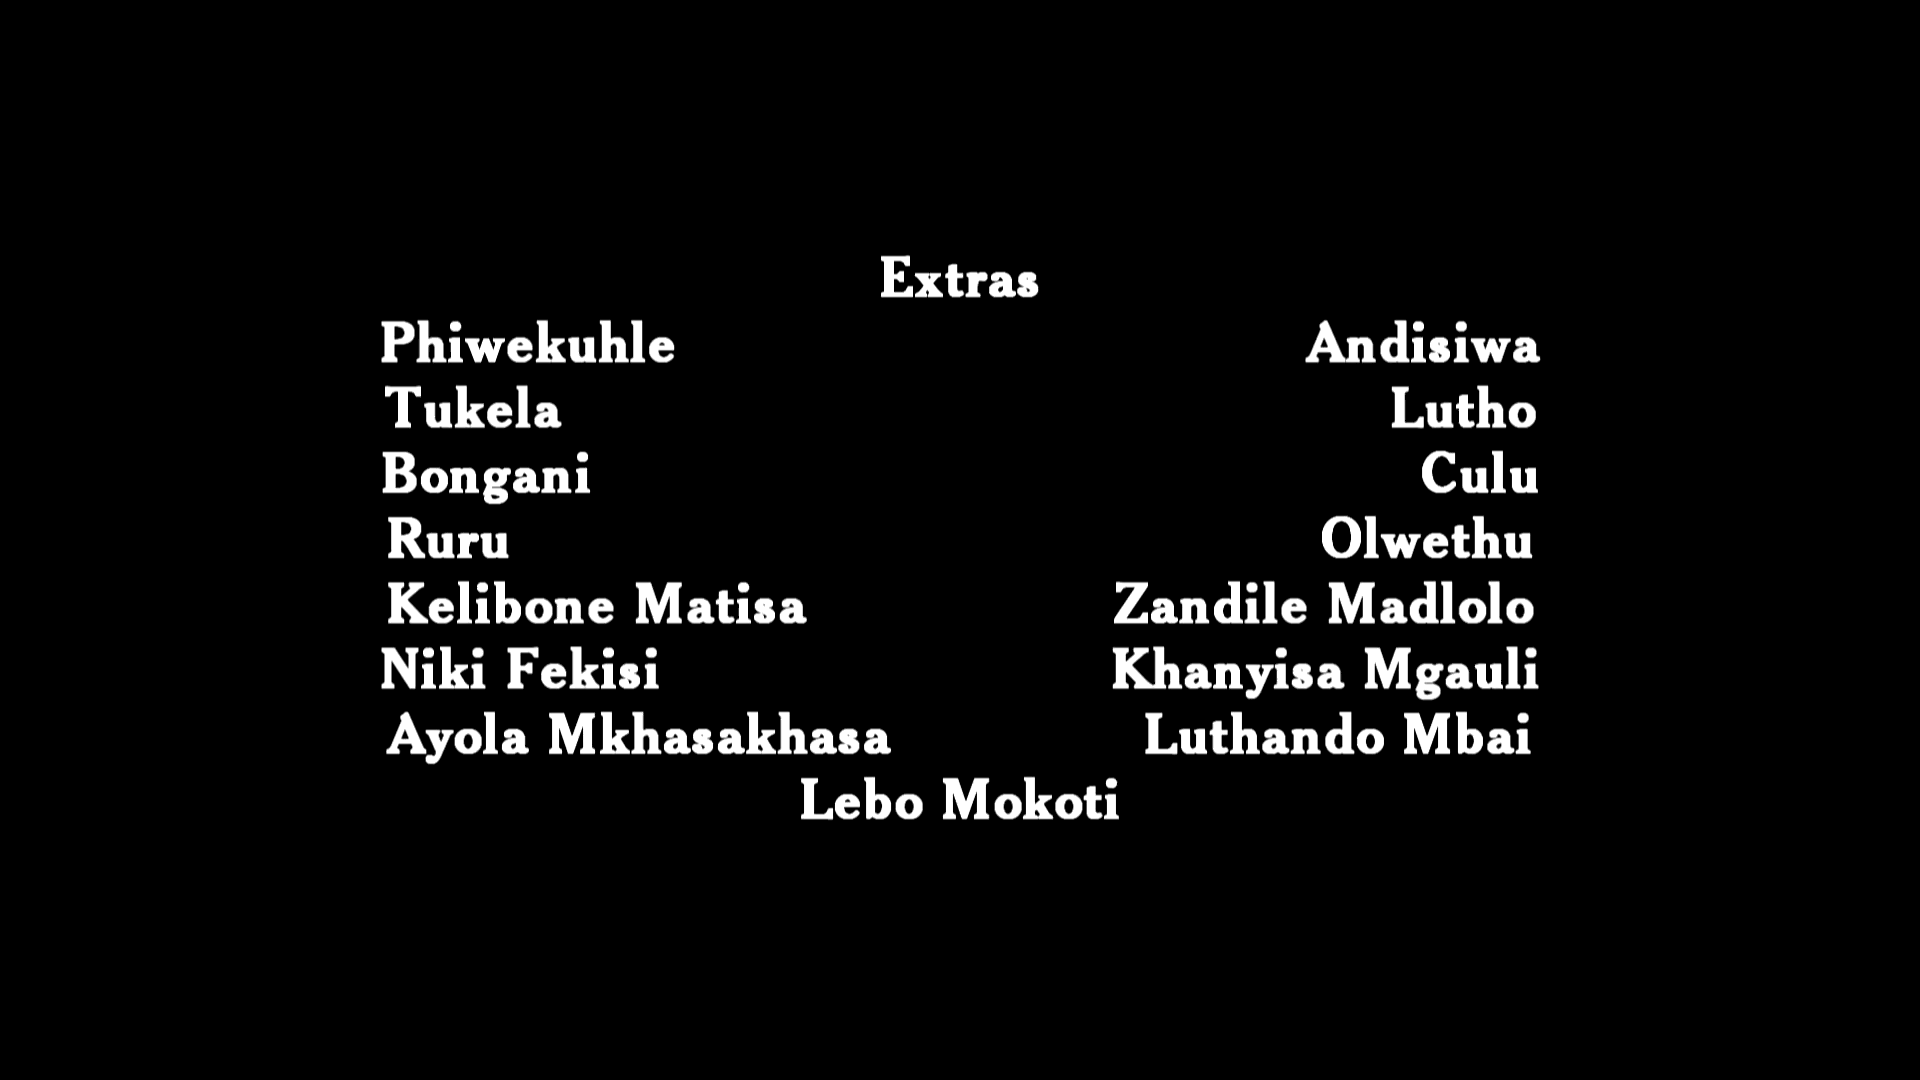 Extras
Phiwekuhle Andisiwa
Tukela Lutho
Bongani Culu
Ruru Olwethu
Kelibone Matisa Zandile Madlolo
Niki Fekisi Khanyisa Mgauli
Ayola Mkhasakhasa Luthando Mbai
Lebo Mokoti